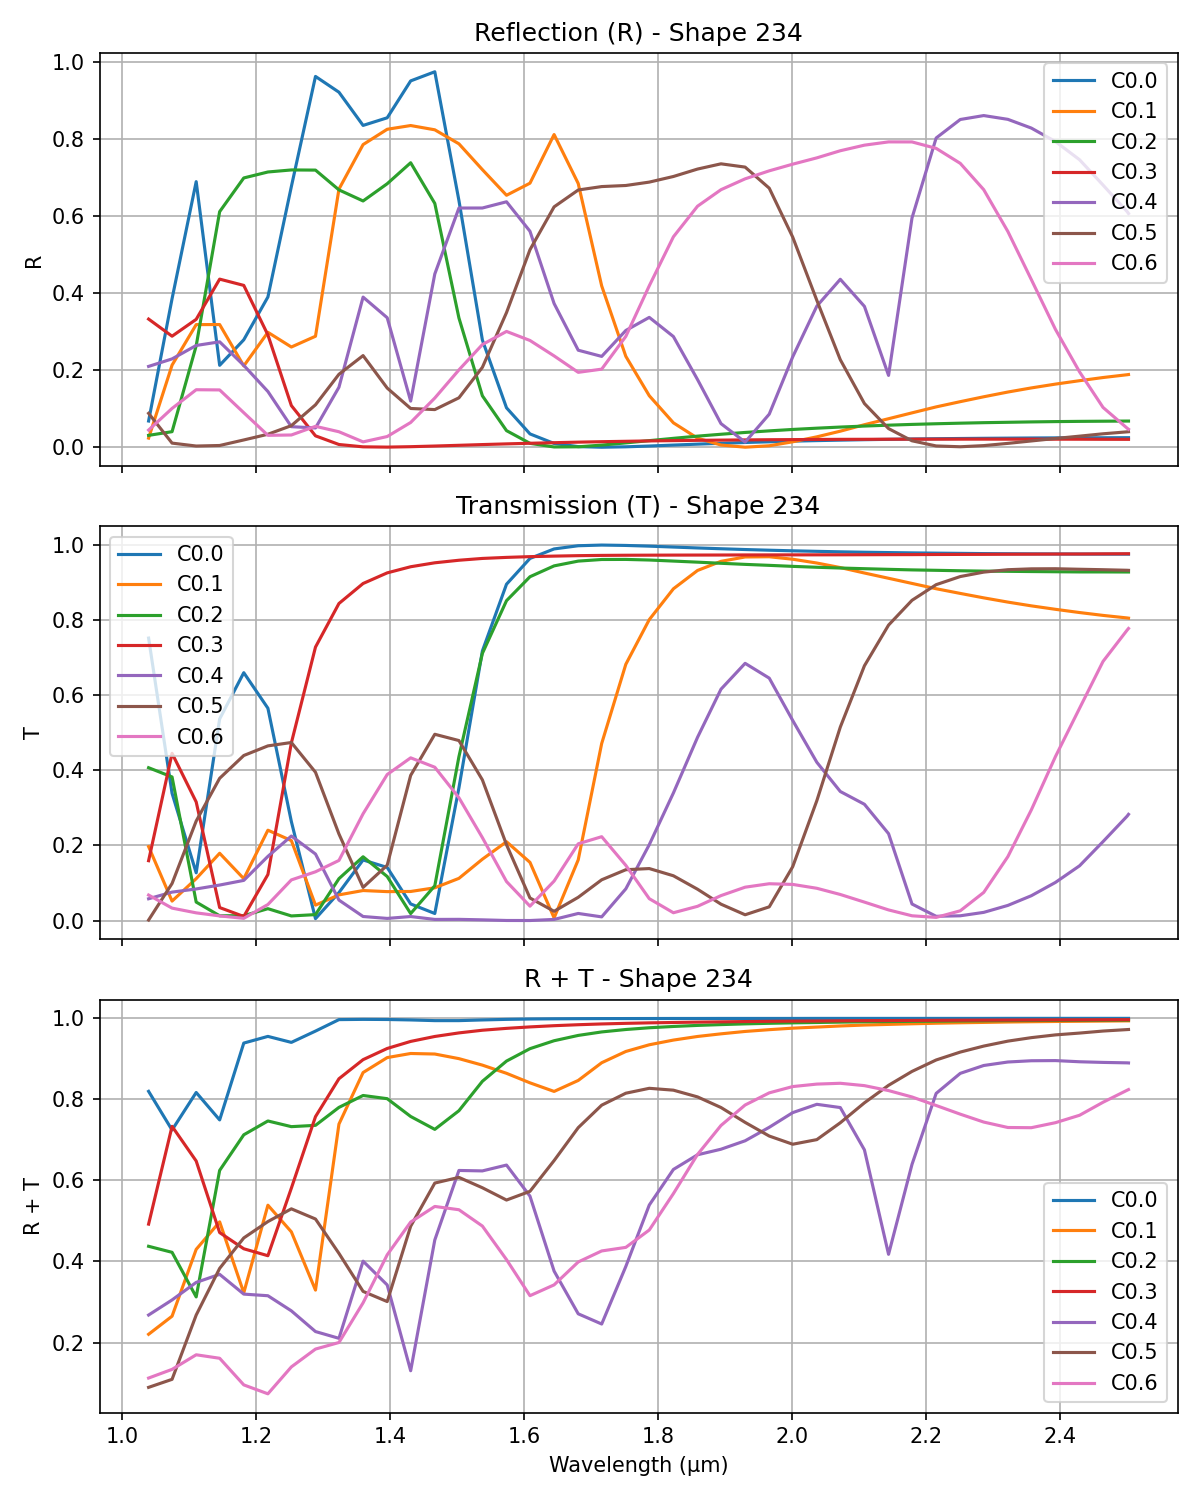 Reflection (R) - Shape 234
1.0
0.8
0.6
0.4
0.2
0.0
R
C0.0
C0.1
C0.2
C0.3
C0.4
C0.5
C0.6
Transmission (T) - Shape 234
1.0
0.8
0.6
0.4
0.2
0.0
T
C0.0
C0.1
C0.2
C0.3
C0.4
C0.5
C0.6
R + T - Shape 234
1.0
0.8
0.6
0.4
0.2
R + T
C0.0
C0.1
C0.2
C0.3
C0.4
C0.5
C0.6
1.0 1.2 1.4 1.6 1.8 2.0 2.2 2.4
Wavelength (µm)